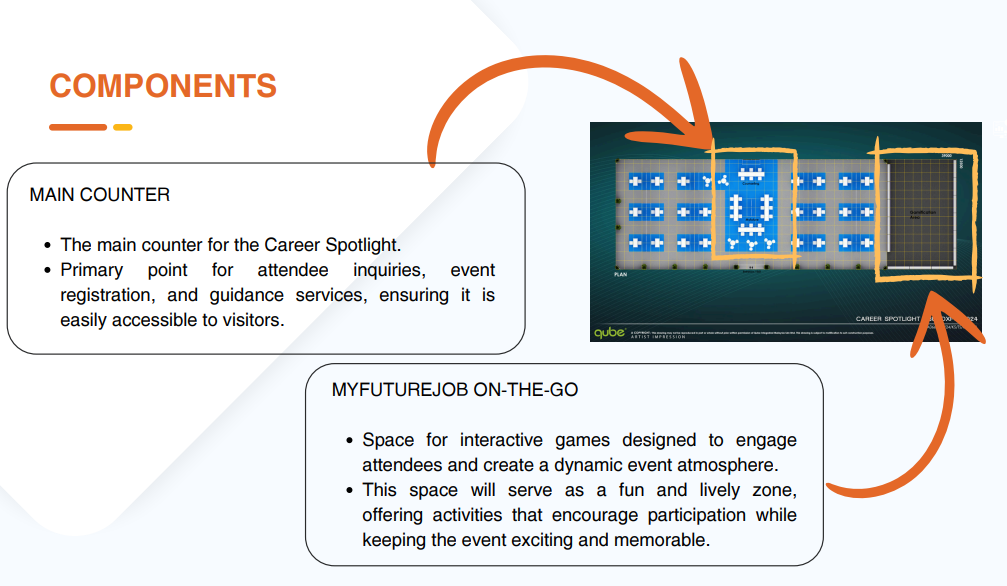 COMPONENTS
MAIN COUNTER
The main counter for the Career Spotlight.
Primary point for attendee inquiries, event
registration, and guidance services, ensuring it is
easily accessible to visitors.
PLAN
CAREER SPOTLIGHT
qube
ARTIST IMPRESSION
MYFUTUREJOB ON-THE-GO
Space for interactive games designed to engage
attendees and create a dynamic event atmosphere.
This space will serve as a fun and lively zone,
offering activities that encourage participation while
keeping the event exciting and memorable.